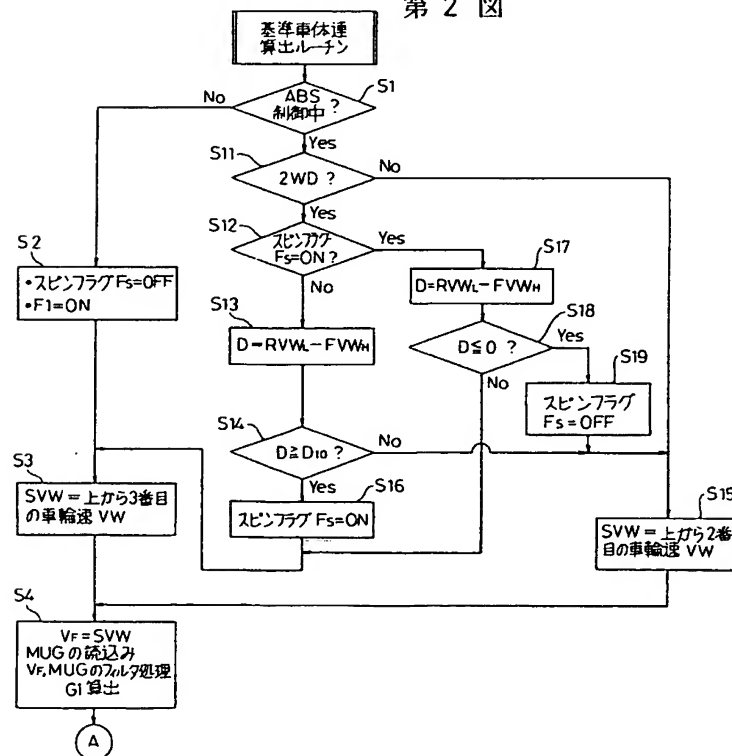 第 2 図
基準車体速
算出ルーチン
S1
ABS
制御中 ?
No
Yes
S11
2WD ?
No
Yes
S12
スピンフラグ
Fs=ON ?
Yes
No
S2
•スピンフラグFs=OFF
•F1=ON
S17
D=RVWL−FVWH
S13
D=RVWL−FVWH
S18
D≦0 ?
Yes
No
S19
スピンフラグ
Fs=OFF
S14
D≧D10 ?
No
Yes
S3
SVW=上から3番目
の車輪速 VW
S16
スピンフラグ Fs=ON
S15
SVW=上から2番
目の車輪速 VW
S4
VF=SVW
MUG の読込み
VF,MUGのフィルタ処理
G1 算出
A